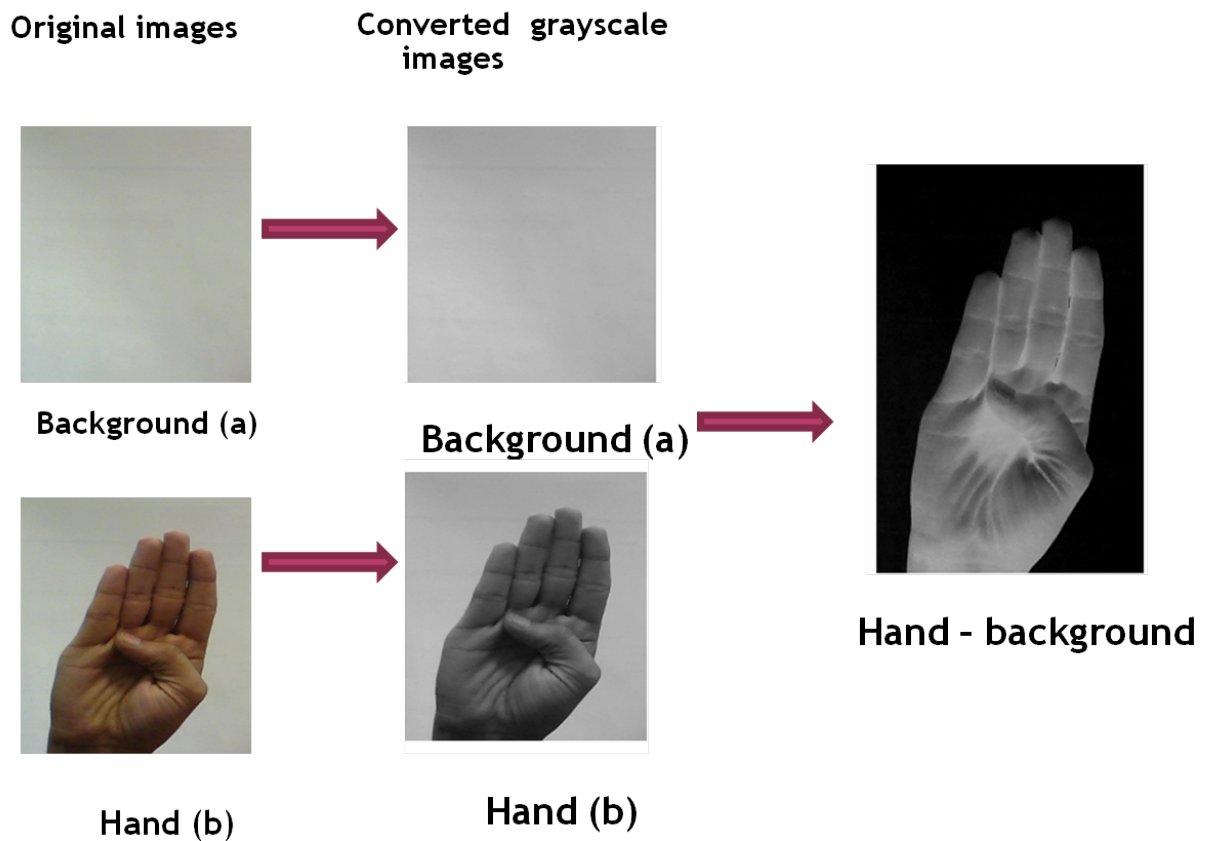 Original images
Converted grayscale
images
Background (a)
Background (a)
Hand - background
Hand (b)
Hand (b)